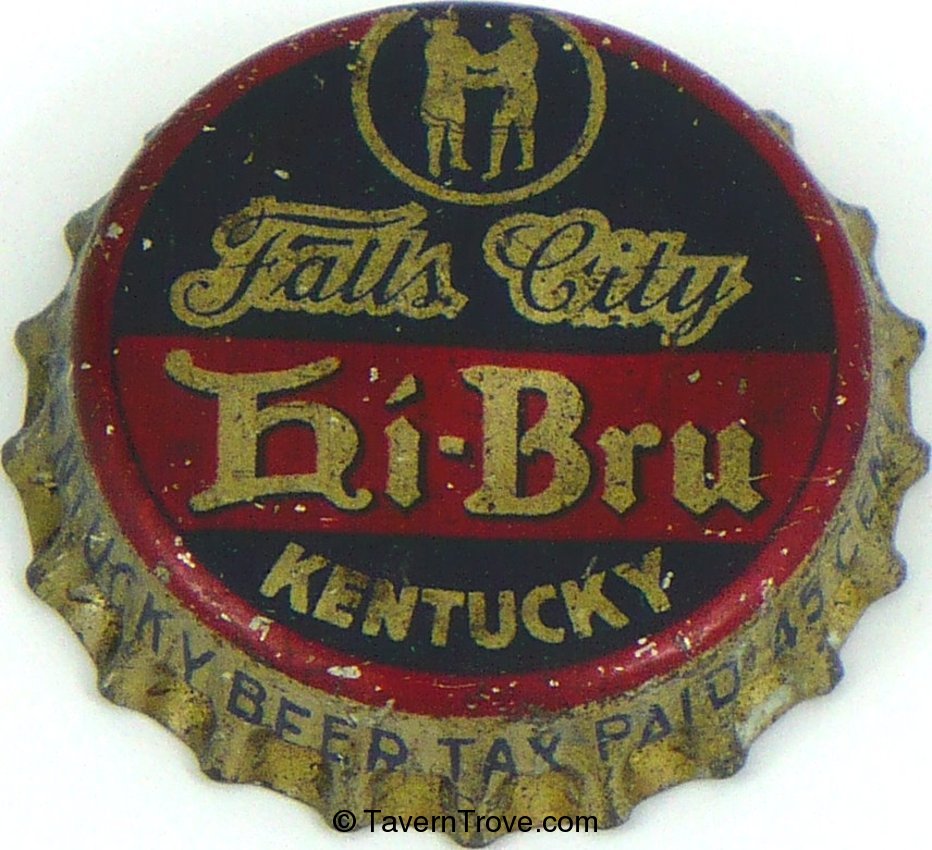 Falls City
Hi-Bru
KENTUCKY
BEER TAX PAID
© TavernTrove.com